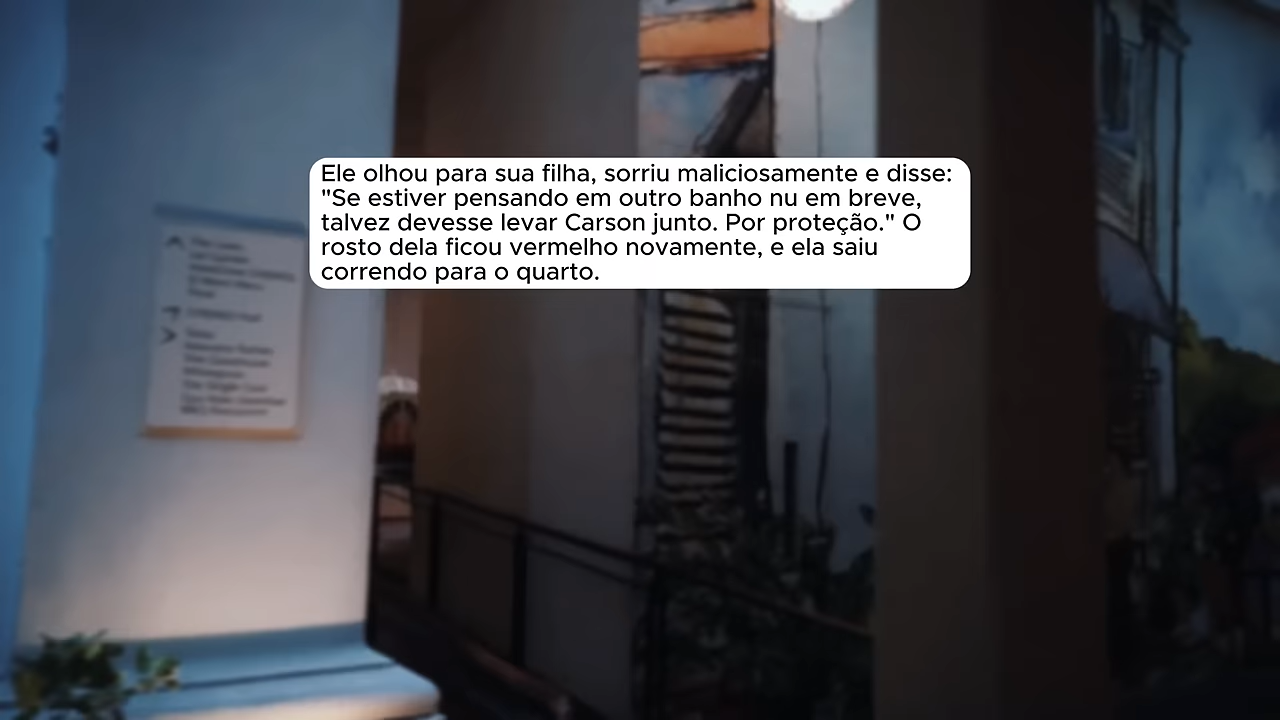 Ele olhou para sua filha, sorriu maliciosamente e disse:
"Se estiver pensando em outro banho nu em breve,
talvez devesse levar Carson junto. Por proteção." O
rosto dela ficou vermelho novamente, e ela saiu
correndo para o quarto.